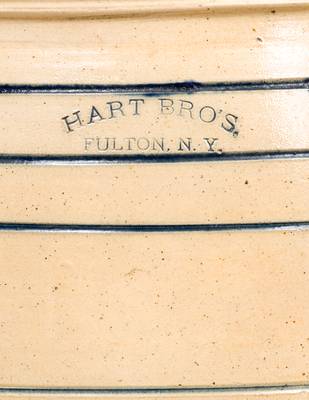 HART BRO'S.
FULTON, N.Y.